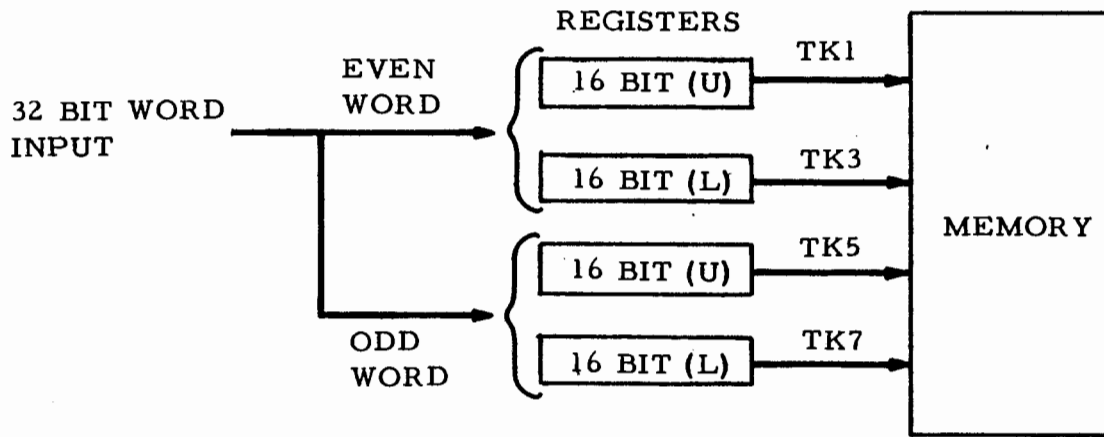 REGISTERS
32 BIT WORD
INPUT
EVEN
WORD
16 BIT (U)
TK1
16 BIT (L)
TK3
16 BIT (U)
TK5
16 BIT (L)
TK7
ODD
WORD
MEMORY